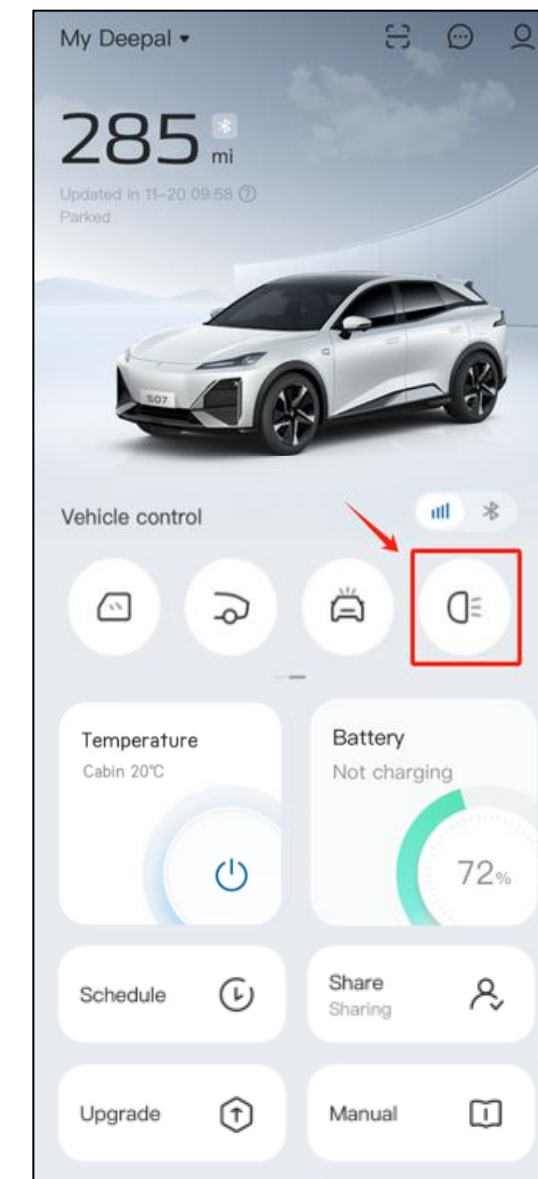 My Deepal
285 mi
Updated in 11-20 09:58
Parked
S07
Vehicle control
Temperature
Cabin 20℃
Battery
Not charging
72%
Schedule
Share
Sharing
Upgrade
Manual